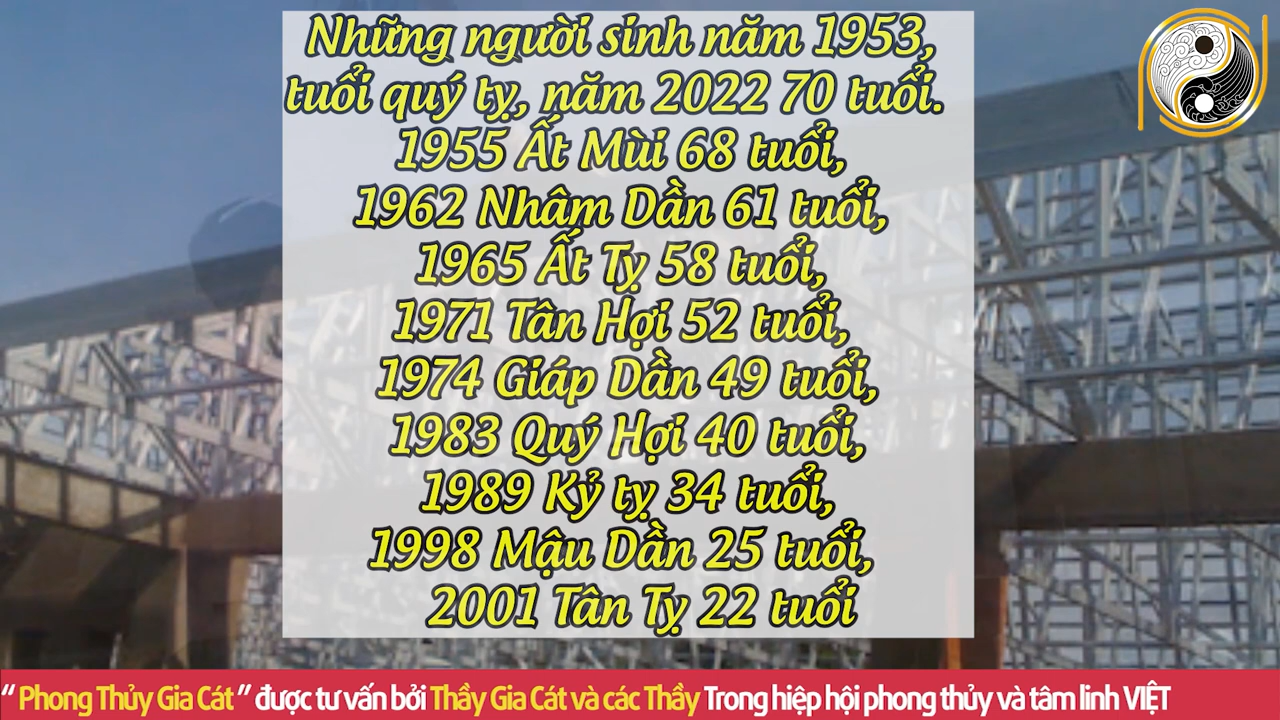 Những người sinh năm 1953,
tuổi quý tỵ, năm 2022 70 tuổi.
1955 Ất Mùi 68 tuổi,
1962 Nhâm Dần 61 tuổi,
1965 Ất Tỵ 58 tuổi,
1971 Tân Hợi 52 tuổi,
1974 Giáp Dần 49 tuổi,
1983 Quý Hợi 40 tuổi,
1989 Kỷ tỵ 34 tuổi,
1998 Mậu Dần 25 tuổi,
2001 Tân Tỵ 22 tuổi
“ Phong Thủy Gia Cát ” được tư vấn bởi Thầy Gia Cát và các Thầy Trong hiệp hội phong thủy và tâm linh VIỆT